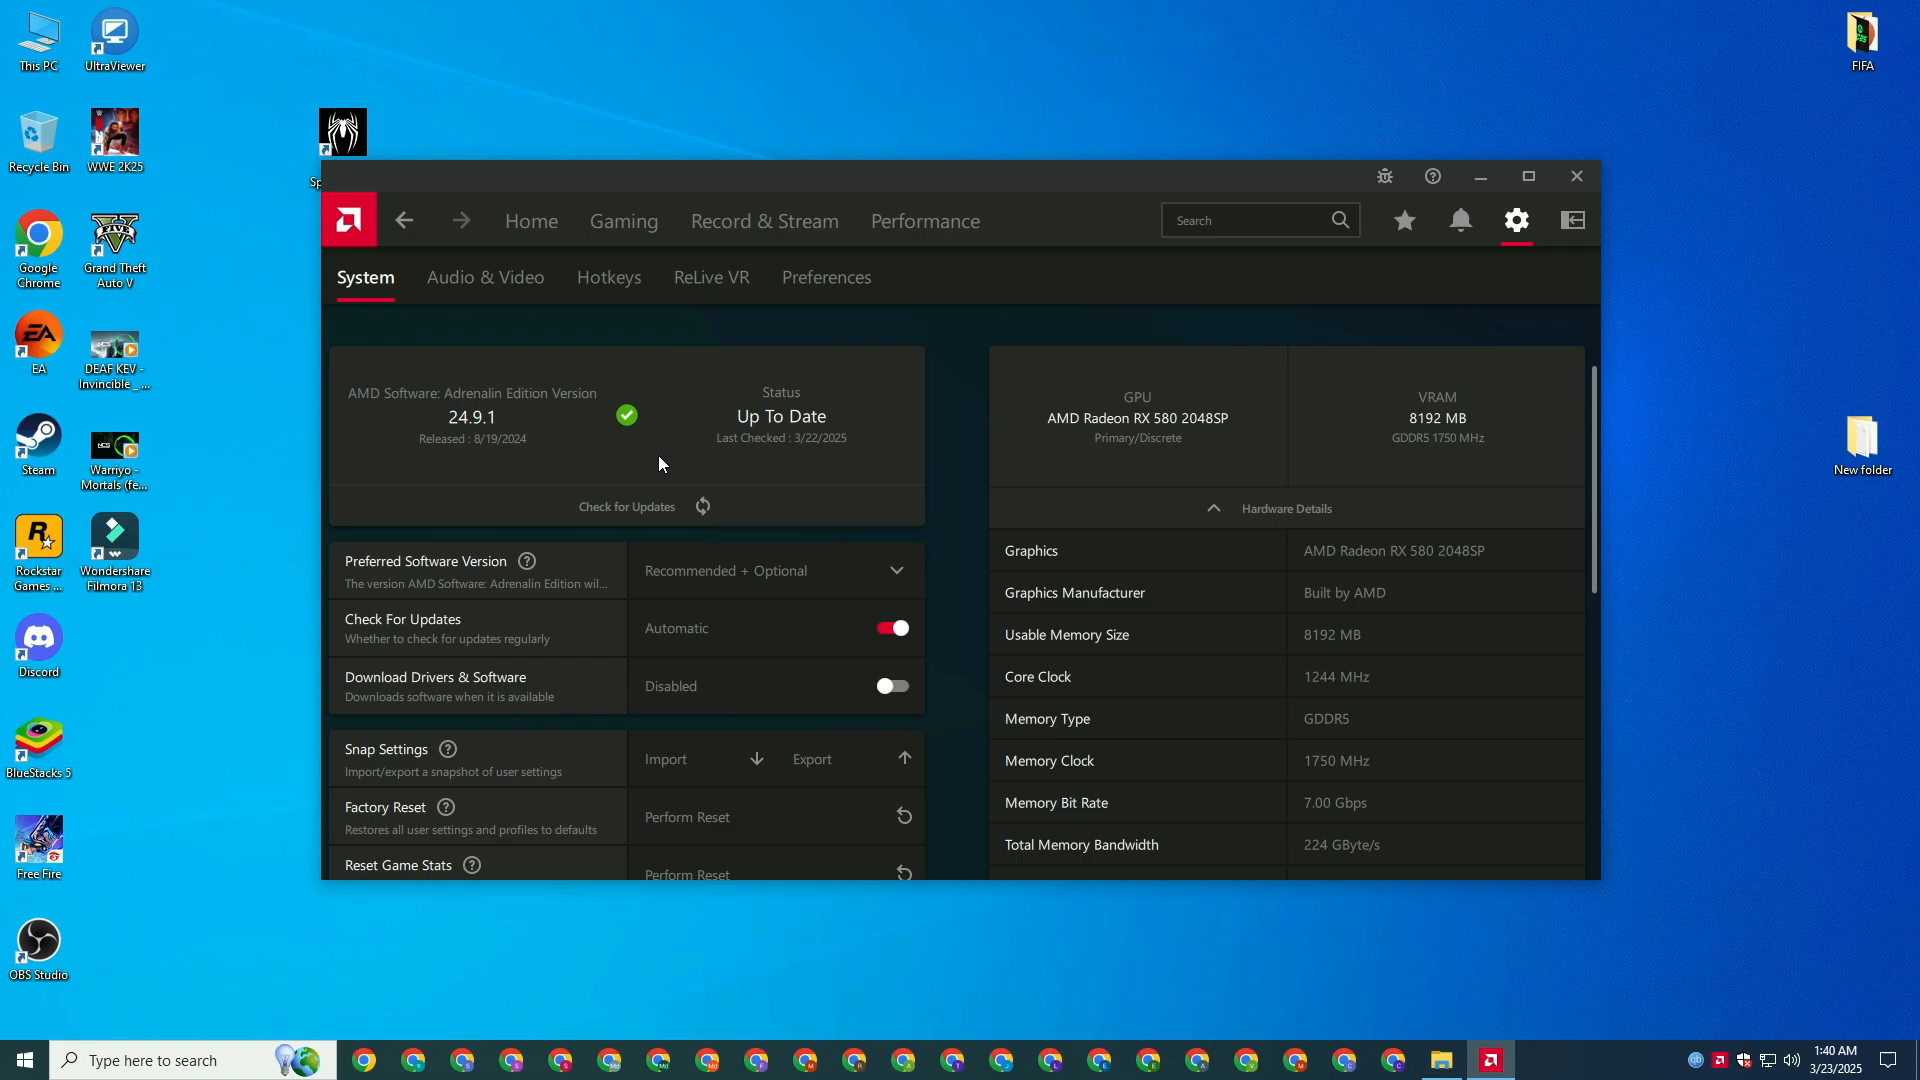 This PC
UltraViewer
FIFA
Recycle Bin
WWE 2K25
Sp
Home
Gaming
Record & Stream
Performance
Search
Google
Chrome
Grand Theft
Auto V
System
Audio & Video
Hotkeys
ReLive VR
Preferences
EA
DEAF KEV -
Invincible _ ...
AMD Software: Adrenalin Edition Version
24.9.1
Released : 8/19/2024
Status
Up To Date
Last Checked : 3/22/2025
Check for Updates
GPU
AMD Radeon RX 580 2048SP
Primary/Discrete
VRAM
8192 MB
GDDR5 1750 MHz
Hardware Details
Steam
Warriyo -
Mortals (fe...
New folder
Preferred Software Version
The version AMD Software: Adrenalin Edition wil...
Recommended + Optional
Check For Updates
Whether to check for updates regularly
Automatic
Download Drivers & Software
Downloads software when it is available
Disabled
Snap Settings
Import/export a snapshot of user settings
Import
Export
Factory Reset
Restores all user settings and profiles to defaults
Perform Reset
Reset Game Stats
Perform Reset
Graphics
AMD Radeon RX 580 2048SP
Graphics Manufacturer
Built by AMD
Usable Memory Size
8192 MB
Core Clock
1244 MHz
Memory Type
GDDR5
Memory Clock
1750 MHz
Memory Bit Rate
7.00 Gbps
Total Memory Bandwidth
224 GByte/s
Rockstar
Games ...
Wondershare
Filmora 13
Discord
BlueStacks 5
Free Fire
OBS Studio
Type here to search
1:40 AM
3/23/2025